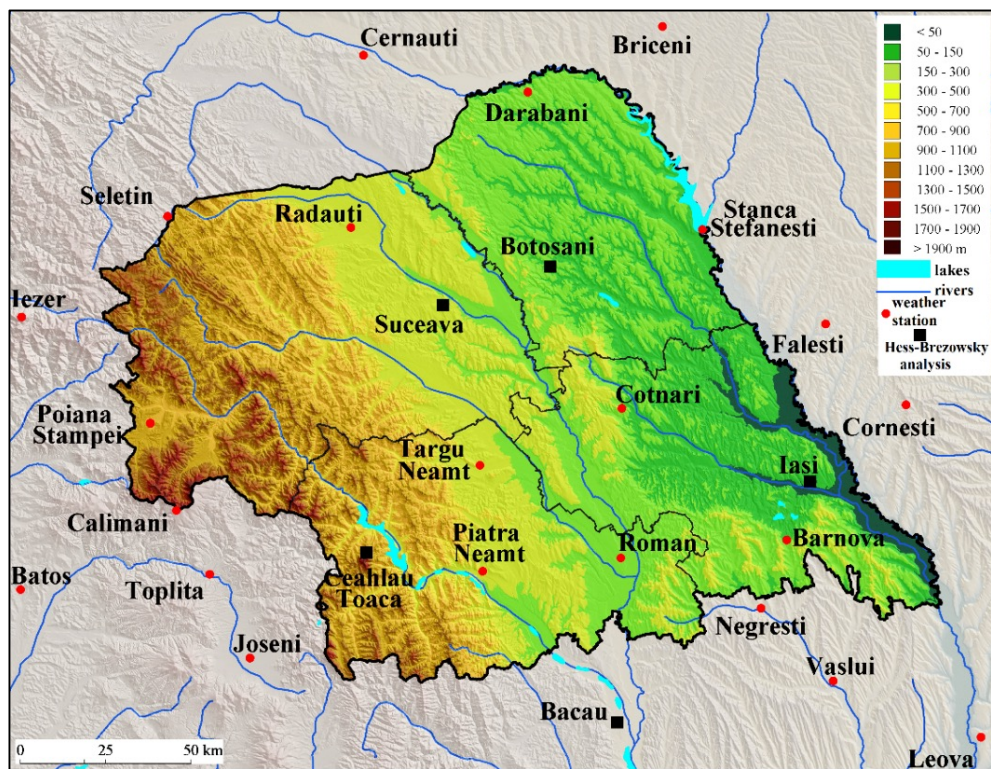 Cernauti
Briceni
Darabani
Seletin
Radauti
Botosani
Stanca
Stefanesti
Iezer
Suceava
Falesti
Poiana
Stampei
Cotnari
Cornesti
Targu
Neamt
Iasi
Calimani
Piatra
Neamt
Roman
Barnova
Batos
Toplita
Ceahlau
Toaca
Negresti
Joseni
Vaslui
Bacau
Leova
0 25 50 km
< 50
50 - 150
150 - 300
300 - 500
500 - 700
700 - 900
900 - 1100
1100 - 1300
1300 - 1500
1500 - 1700
1700 - 1900
> 1900 m
lakes
rivers
weather
station
Hess-Brezowsky
analysis